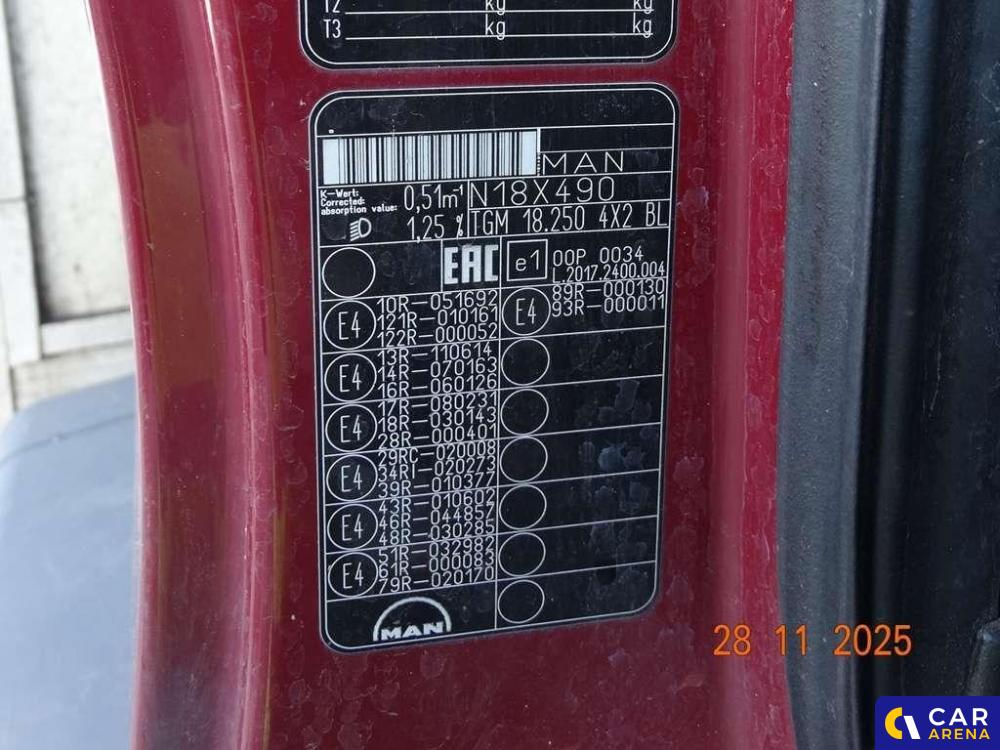 T2 kg kg
T3 kg kg
MAN
K-Wert:
Corrected
absorption value: 0,51m⁻¹
N18X490
1,25 %
TGM 18.250 4X2 BL
EAC
e1
00P 0034
L.2017.2400.004
E4
10R-051692
121R-010161
122R-000052
E4
89R-000130
93R-000011
E4
13R-110614
14R-070163
16R-060126
E4
17R-080231
18R-030143
28R-000401
E4
29RC-020008
34RI-020273
39R-010377
E4
43R-010602
46R-044857
48R-030285
E4
51R-032982
61R-000083
79R-020170
MAN
28 11 2025
CAR
ARENA